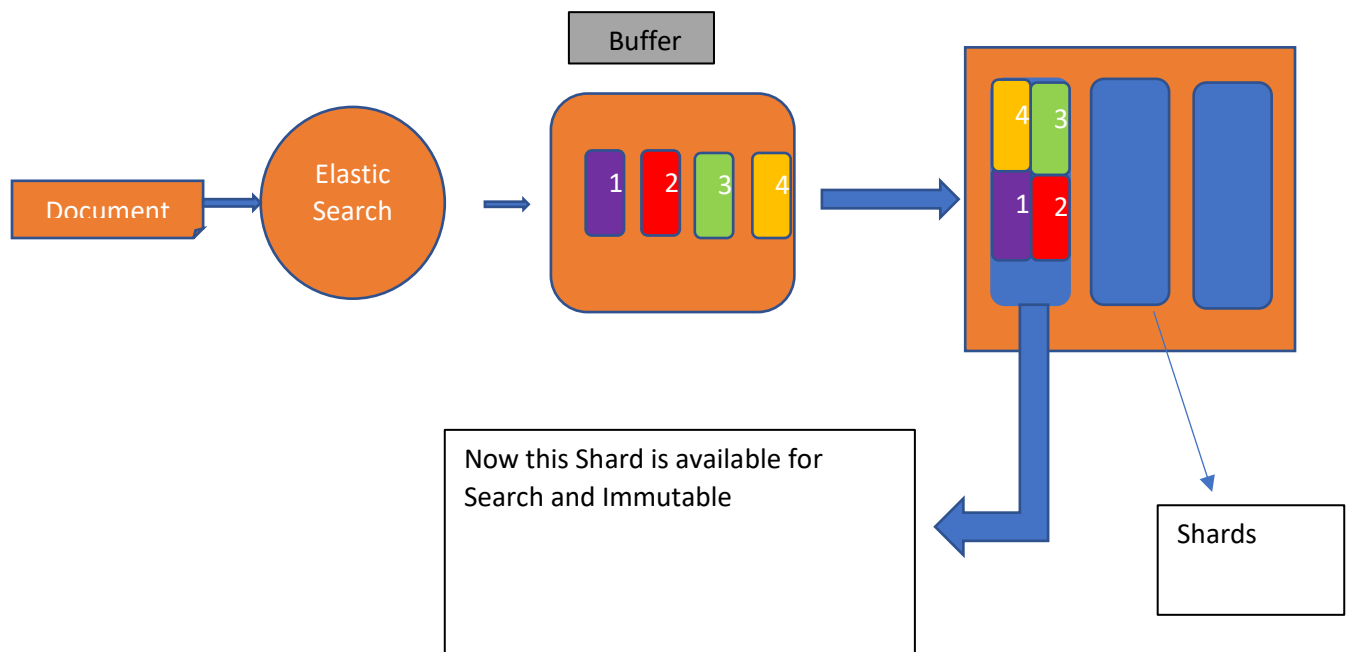 Buffer
Document
Elastic
Search
1
2
3
4
4
3
1
2
Now this Shard is available for
Search and Immutable
Shards